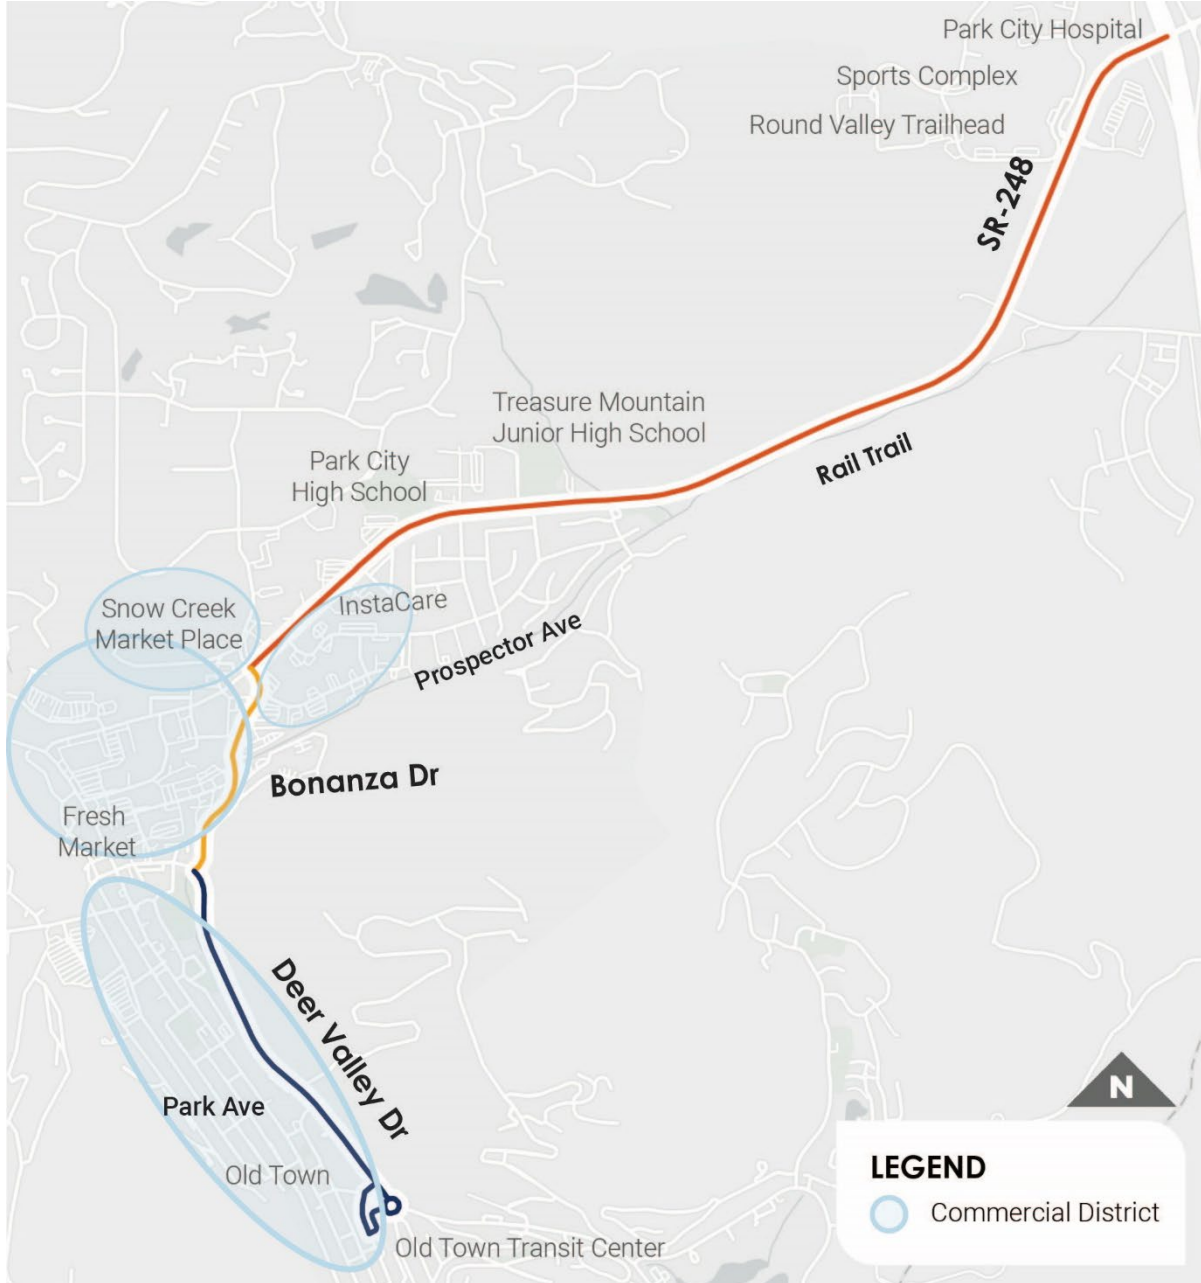 Park City Hospital
Sports Complex
Round Valley Trailhead
SR-248
Treasure Mountain
Junior High School
Rail Trail
Park City
High School
InstaCare
Snow Creek
Market Place
Prospector Ave
Bonanza Dr
Fresh
Market
Deer Valley Dr
Park Ave
Old Town
Old Town Transit Center
N
LEGEND
Commercial District